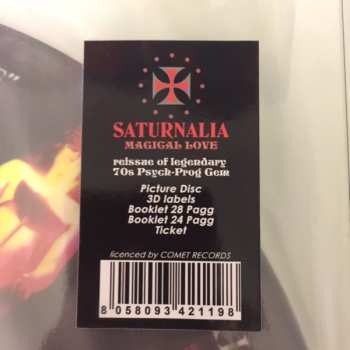 SATURNALIA
MAGICAL LOVE
reissue of legendary
70s Psych-Prog Gem
Picture Disc
3D labels
Booklet 28 Pagg
Booklet 24 Pagg
Ticket
licenced by COMET RECORDS
8 058093 421198